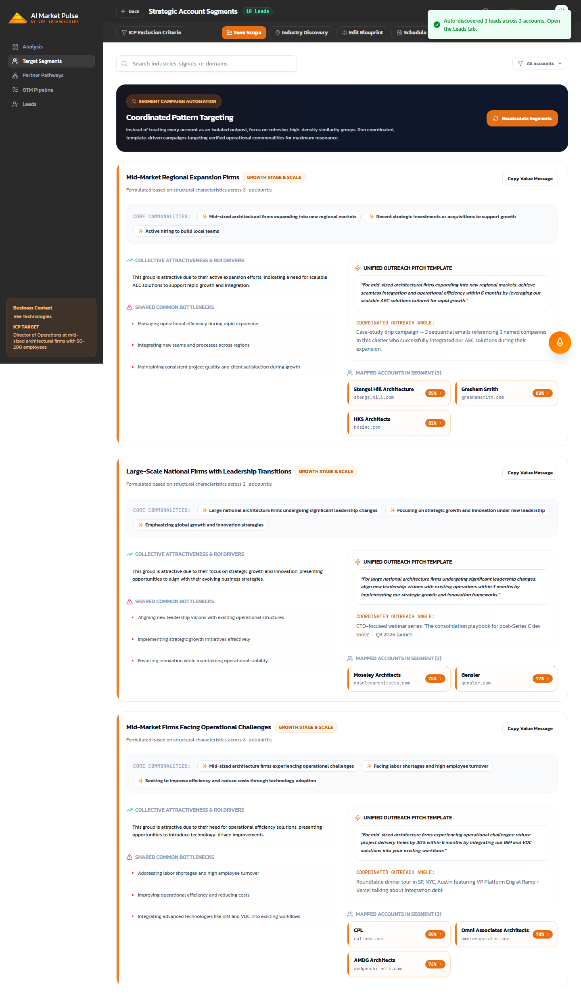 AI Market Pulse
BY VEE TECHNOLOGIES
Analysis
Target Segments
Partner Pathways
GTM Pipeline
Leads
Business Context
Vee Technologies
ICP TARGET
Director of Operations at mid-
sized architectural firms with 50-
200 employees
Back
Strategic Account Segments
10 Leads
Auto-discovered 3 leads across 3 accounts. Open
the Leads tab.
ICP Exclusion Criteria
Save Scope
Industry Discovery
Edit Blueprint
Schedule
Search industries, signals, or domains...
All accounts
SEGMENT CAMPAIGN AUTOMATION
Coordinated Pattern Targeting
Instead of treating every account as an isolated outpost, focus on cohesive, high-density similarity groups. Run coordinated,
template-driven campaigns targeting verified operational commonalities for maximum resonance.
Recalculate Segments
Mid-Market Regional Expansion Firms
GROWTH STAGE & SCALE
Copy Value Message
Formulated based on structural characteristics across 3 accounts
CORE COMMONALITIES:
Mid-sized architectural firms expanding into new regional markets
Recent strategic investments or acquisitions to support growth
Active hiring to build local teams
COLLECTIVE ATTRACTIVENESS & ROI DRIVERS
This group is attractive due to their active expansion efforts, indicating a need for scalable
AEC solutions to support rapid growth and integration.
SHARED COMMON BOTTLENECKS
Managing operational efficiency during rapid expansion
Integrating new teams and processes across regions
Maintaining consistent project quality and client satisfaction during growth
UNIFIED OUTREACH PITCH TEMPLATE
"For mid-sized architectural firms expanding into new regional markets: achieve
seamless integration and operational efficiency within 6 months by leveraging our
scalable AEC solutions tailored for rapid growth."
COORDINATED OUTREACH ANGLE:
Case-study drip campaign — 3 sequential emails referencing 3 named companies
in this cluster who successfully integrated our AEC solutions during their
expansion.
MAPPED ACCOUNTS IN SEGMENT (3)
Stengel Hill Architecture
stengelhill.com
85%
Gresham Smith
greshamsmith.com
80%
HKS Architects
hksinc.com
82%
Large-Scale National Firms with Leadership Transitions
GROWTH STAGE & SCALE
Copy Value Message
Formulated based on structural characteristics across 2 accounts
CORE COMMONALITIES:
Large national architecture firms undergoing significant leadership changes
Focusing on strategic growth and innovation under new leadership
Emphasizing global growth and innovation strategies
COLLECTIVE ATTRACTIVENESS & ROI DRIVERS
This group is attractive due to their focus on strategic growth and innovation, presenting
opportunities to align with their evolving business strategies.
SHARED COMMON BOTTLENECKS
Aligning new leadership visions with existing operational structures
Implementing strategic growth initiatives effectively
Fostering innovation while maintaining operational stability
UNIFIED OUTREACH PITCH TEMPLATE
"For large national architecture firms undergoing significant leadership changes:
align new leadership visions with existing operations within 3 months by
implementing our strategic growth and innovation frameworks."
COORDINATED OUTREACH ANGLE:
CTO-focused webinar series: 'The consolidation playbook for post-Series C dev
tools' — Q3 2026 launch.
MAPPED ACCOUNTS IN SEGMENT (2)
Moseley Architects
moseleyarchitects.com
75%
Gensler
gensler.com
77%
Mid-Market Firms Facing Operational Challenges
GROWTH STAGE & SCALE
Copy Value Message
Formulated based on structural characteristics across 3 accounts
CORE COMMONALITIES:
Mid-sized architecture firms experiencing operational challenges
Facing labor shortages and high employee turnover
Seeking to improve efficiency and reduce costs through technology adoption
COLLECTIVE ATTRACTIVENESS & ROI DRIVERS
This group is attractive due to their need for operational efficiency solutions, presenting
opportunities to introduce technology-driven improvements.
SHARED COMMON BOTTLENECKS
Addressing labor shortages and high employee turnover
Improving operational efficiency and reducing costs
Integrating advanced technologies like BIM and VDC into existing workflows
UNIFIED OUTREACH PITCH TEMPLATE
"For mid-sized architecture firms experiencing operational challenges: reduce
project delivery times by 30% within 6 months by integrating our BIM and VDC
solutions into your existing workflows."
COORDINATED OUTREACH ANGLE:
Roundtable dinner tour in SF, NYC, Austin featuring VP Platform Eng at Ramp +
Vercel talking about integration debt.
MAPPED ACCOUNTS IN SEGMENT (3)
CPL
cplteam.com
80%
Omni Associates Architects
omniassociates.com
78%
AMDG Architects
amdgarchitects.com
76%